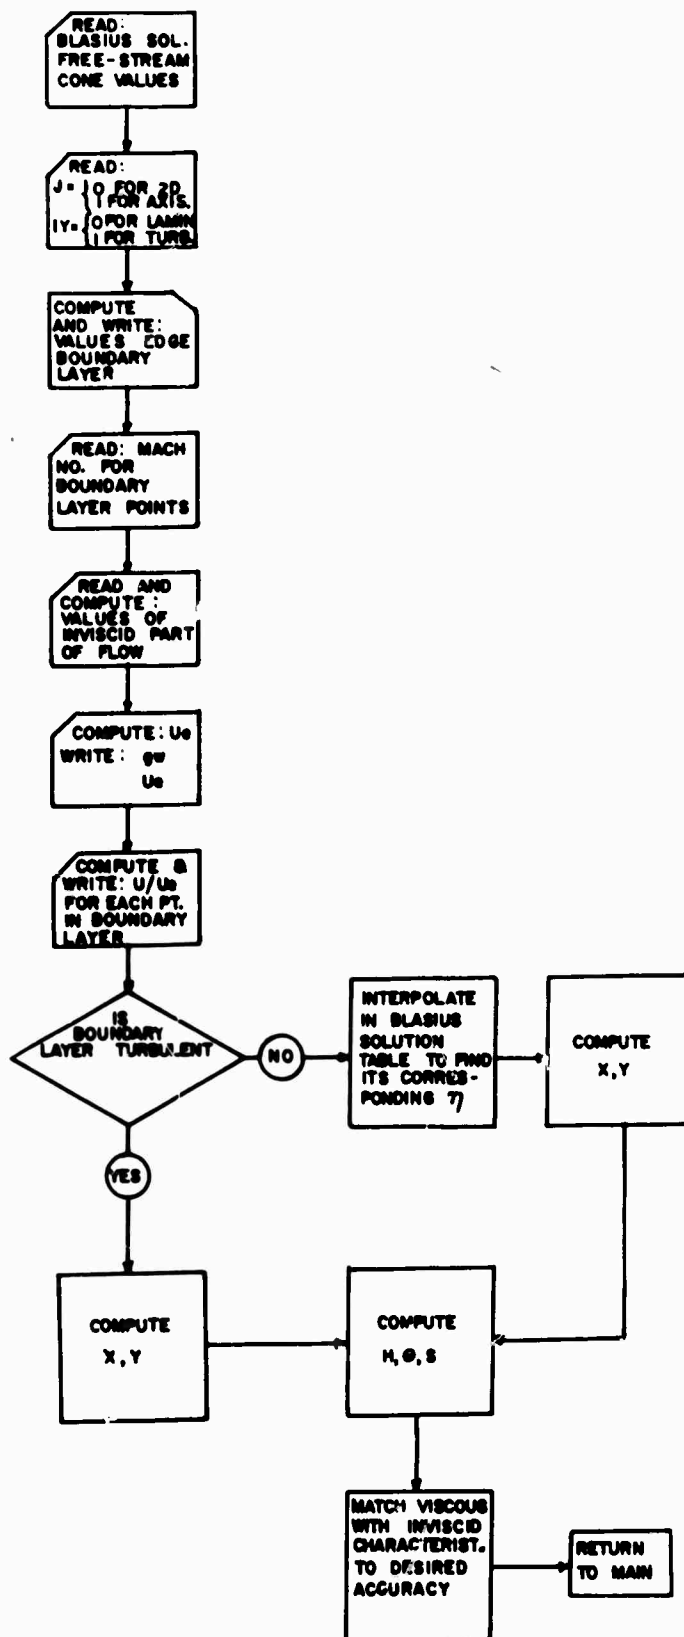 READ:
BLASIUS SOL.
FREE-STREAM
CONE VALUES
READ:
J = { 0 FOR 2D
1 FOR AXIS.
IY = { 0 FOR LAMIN
1 FOR TURB.
COMPUTE
AND WRITE:
VALUES EDGE
BOUNDARY
LAYER
READ: MACH
NO. FOR
BOUNDARY
LAYER POINTS
READ AND
COMPUTE:
VALUES OF
INVISCID PART
OF FLOW
COMPUTE: Ue
WRITE: gw
Ue
COMPUTE &
WRITE: U/Ue
FOR EACH PT.
IN BOUNDARY
LAYER
IS
BOUNDARY
LAYER TURBULENT
NO
INTERPOLATE
IN BLASIUS
SOLUTION
TABLE TO FIND
ITS CORRES-
PONDING η
COMPUTE
X, Y
YES
COMPUTE
X, Y
COMPUTE
H, Θ, S
MATCH VISCOUS
WITH INVISCID
CHARACTERIST.
TO DESIRED
ACCURACY
RETURN
TO MAIN